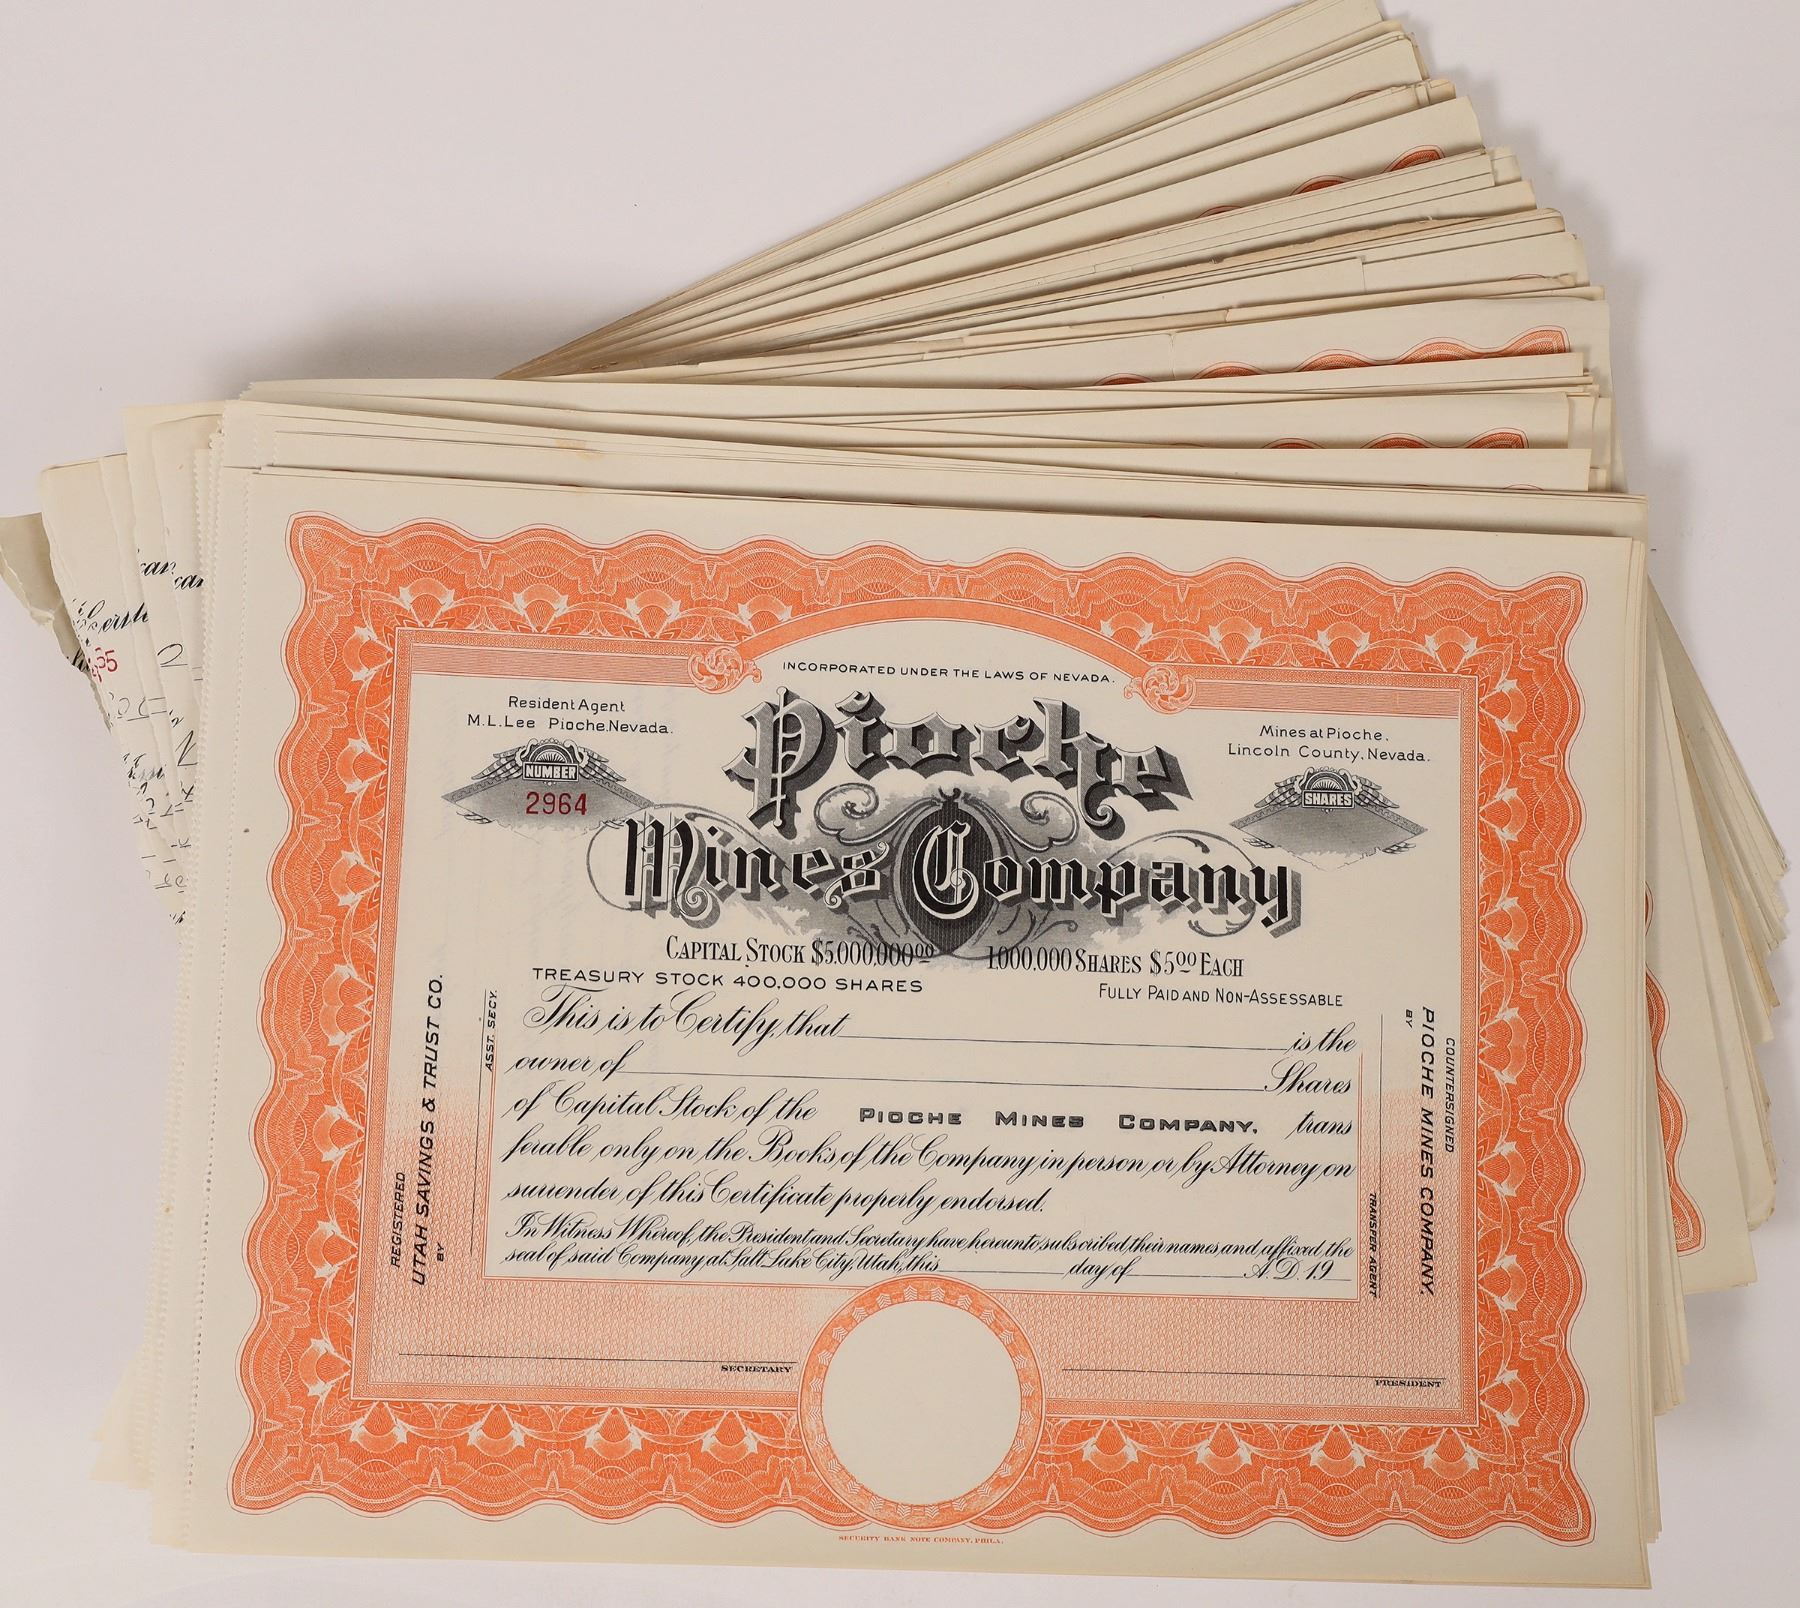 INCORPORATED UNDER THE LAWS OF NEVADA.
Resident Agent
M.L.Lee Pioche.Nevada.
Mines at Pioche.
Lincoln County, Nevada.
NUMBER
2964
SHARES
Pioche
Mines Company
CAPITAL STOCK $5,000,000.00 1,000,000 SHARES $5.00 EACH
TREASURY STOCK 400,000 SHARES
FULLY PAID AND NON-ASSESSABLE
This is to Certify, that is the
owner of Shares
of Capital Stock of the PIOCHE MINES COMPANY, trans
ferable only on the Books of the Company in person or by Attorney on
surrender of this Certificate properly endorsed.
In Witness Whereof, the President and Secretary have hereunto subscribed their names and affixed the
seal of said Company at Salt Lake City, Utah, this day of A.D. 19
REGISTERED
UTAH SAVINGS & TRUST CO.
BY
ASST. SECY.
COUNTERSIGNED
PIOCHE MINES COMPANY.
BY
TRANSFER AGENT
SECRETARY
PRESIDENT
SECURITY BANK NOTE COMPANY, PHILA.